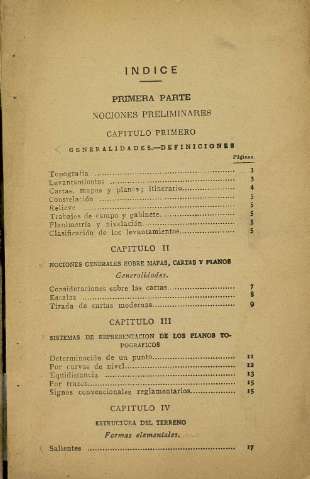 INDICE
PRIMERA PARTE
NOCIONES PRELIMINARES
CAPITULO PRIMERO
GENERALIDADES.—DEFINICIONES
Páginas
Topografía ........ 3
Levantamientos ........ 3
Cartas, mapas y planos; itinerario ........ 4
Constelación ........ 5
Relieve ........ 5
Trabajos de campo y gabinete ........ 5
Planimetría y nivelación ........ 5
Clasificación de los levantamientos ........ 5
CAPITULO II
NOCIONES GENERALES SOBRE MAPAS, CARTAS Y PLANOS
Generalidades.
Consideraciones sobre las cartas ........ 7
Escalas ........ 8
Tirada de cartas modernas ........ 9
CAPITULO III
SISTEMAS DE REPRESENTACION DE LOS PLANOS TO-
POGRAFICOS
Determinación de un punto ........ 11
Por curvas de nivel ........ 12
Equidistancia ........ 13
Por trazos ........ 15
Signos convencionales reglamentarios ........ 15
CAPITULO IV
ESTRUCTURA DEL TERRENO
Formas elementales.
Salientes ........ 17